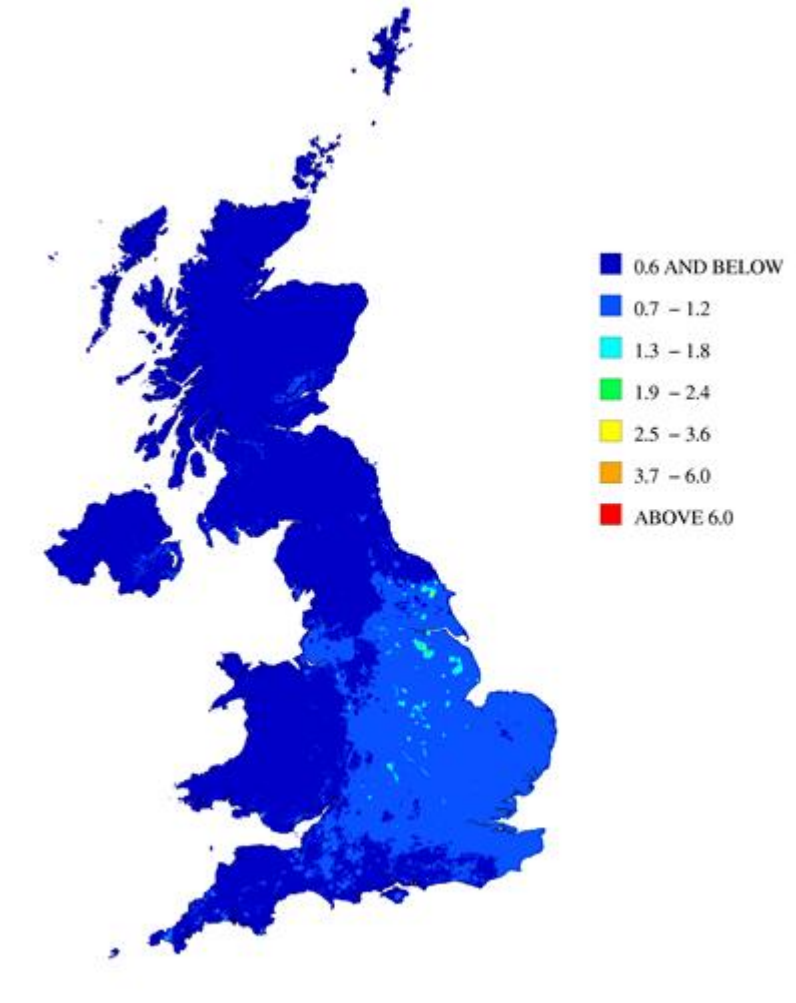 0.6 AND BELOW
0.7 – 1.2
1.3 – 1.8
1.9 – 2.4
2.5 – 3.6
3.7 – 6.0
ABOVE 6.0